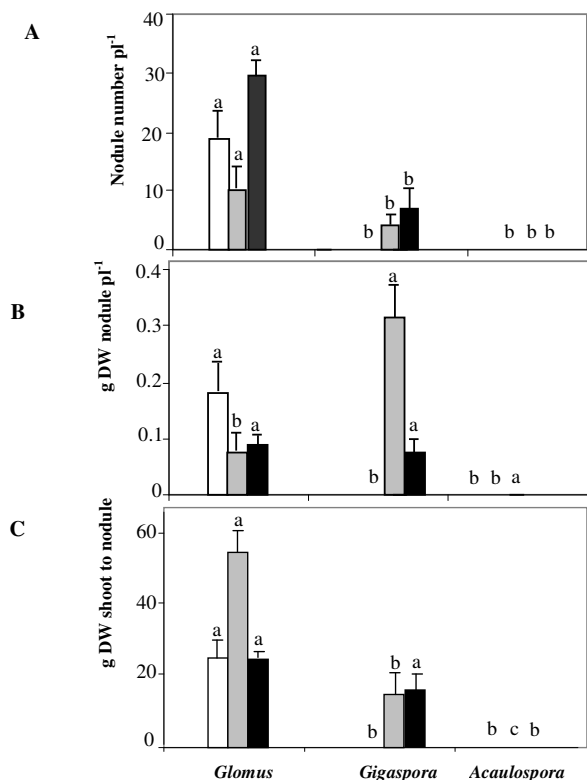 A
Nodule number pl⁻¹
40
30
20
10
0
a
a
a
b
b
b
b b b
B
g DW nodule pl⁻¹
0.4
0.3
0.2
0.1
0
a
b
a
b
a
a
b b a
C
g DW shoot to nodule
60
40
20
0
a
a
a
b
b
a
b c b
Glomus Gigaspora Acaulospora